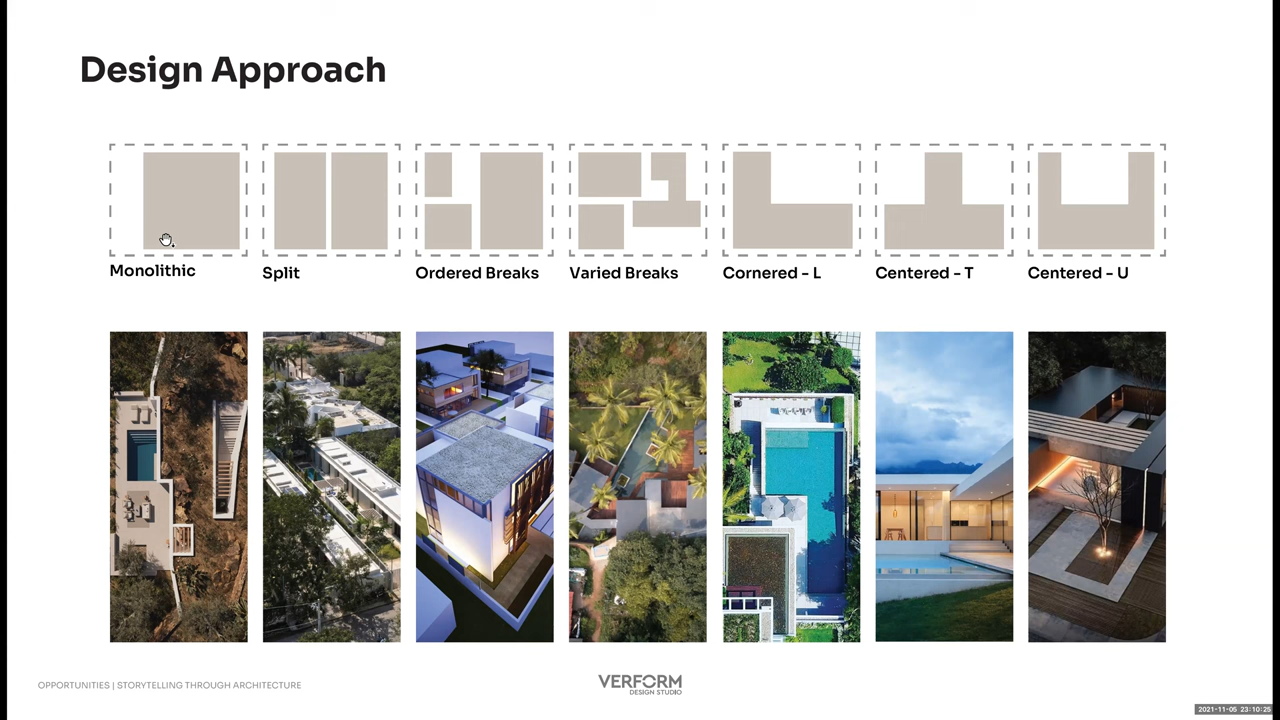 Design Approach
Monolithic
Split
Ordered Breaks
Varied Breaks
Cornered - L
Centered - T
Centered - U
OPPORTUNITIES | STORYTELLING THROUGH ARCHITECTURE
VERFORM
DESIGN STUDIO
2021-11-05 23:10:25